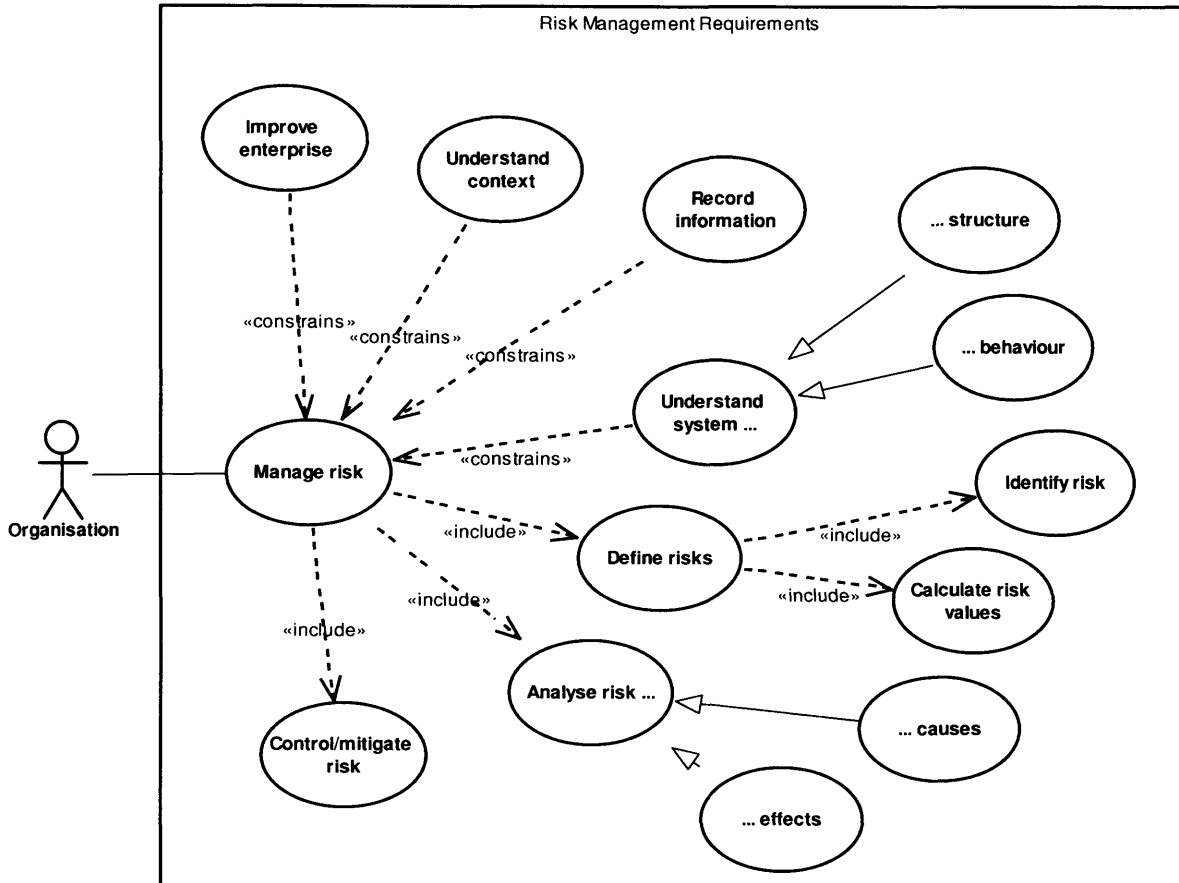 Risk Management Requirements
Improve
enterprise
Understand
context
Record
information
... structure
... behaviour
«constrains»
«constrains»
«constrains»
Understand
system ...
«constrains»
Manage risk
Organisation
Identify risk
«include»
«include»
Define risks
Calculate risk
values
«include»
«include»
«include»
Analyse risk ...
... causes
Control/mitigate
risk
... effects